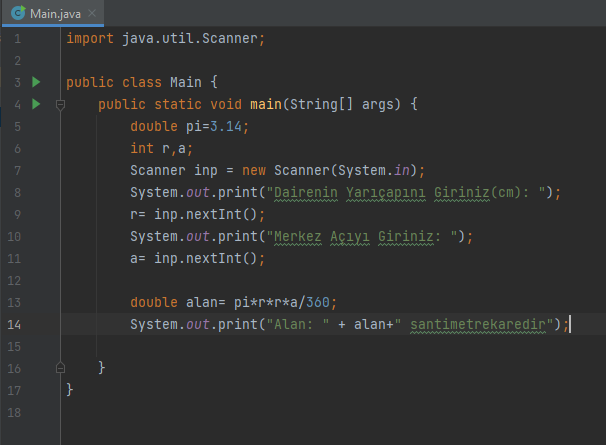 Main.java
1 import java.util.Scanner;
2
3 public class Main {
4 public static void main(String[] args) {
5 double pi=3.14;
6 int r,a;
7 Scanner inp = new Scanner(System.in);
8 System.out.print("Dairenin Yarıçapını Giriniz(cm): ");
9 r= inp.nextInt();
10 System.out.print("Merkez Açıyı Giriniz: ");
11 a= inp.nextInt();
12
13 double alan= pi*r*r*a/360;
14 System.out.print("Alan: " + alan+" santimetrekaredir");
15
16 }
17 }
18